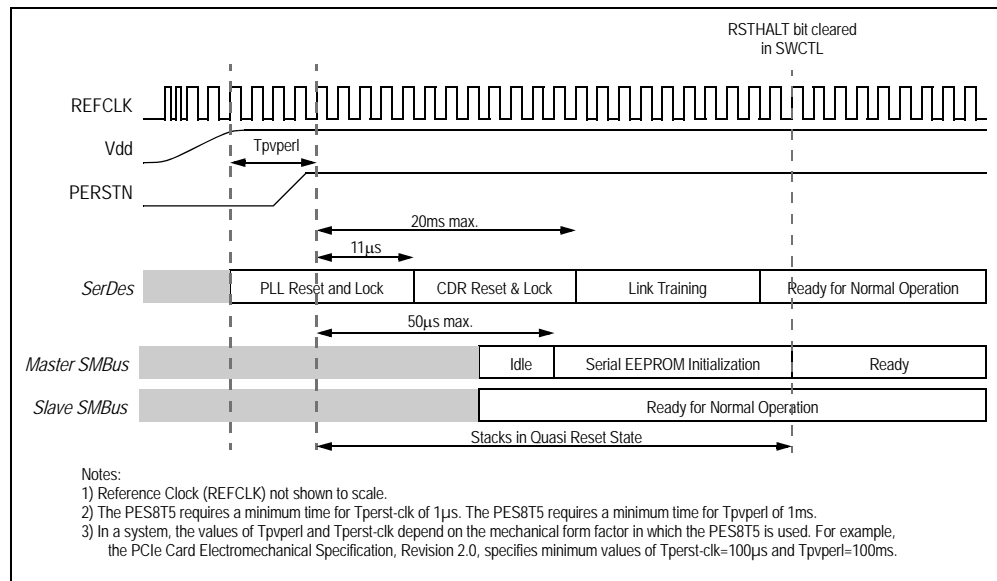 RSTHALT bit cleared
in SWCTL
REFCLK
Vdd
Tpvperl
PERSTN
20ms max.
11μs
SerDes
PLL Reset and Lock
CDR Reset & Lock
Link Training
Ready for Normal Operation
50μs max.
Master SMBus
Idle
Serial EEPROM Initialization
Ready
Slave SMBus
Ready for Normal Operation
Stacks in Quasi Reset State
Notes:
1) Reference Clock (REFCLK) not shown to scale.
2) The PES8T5 requires a minimum time for Tperst-clk of 1μs. The PES8T5 requires a minimum time for Tpvperl of 1ms.
3) In a system, the values of Tpvperl and Tperst-clk depend on the mechanical form factor in which the PES8T5 is used. For example,
the PCIe Card Electromechanical Specification, Revision 2.0, specifies minimum values of Tperst-clk=100μs and Tpvperl=100ms.